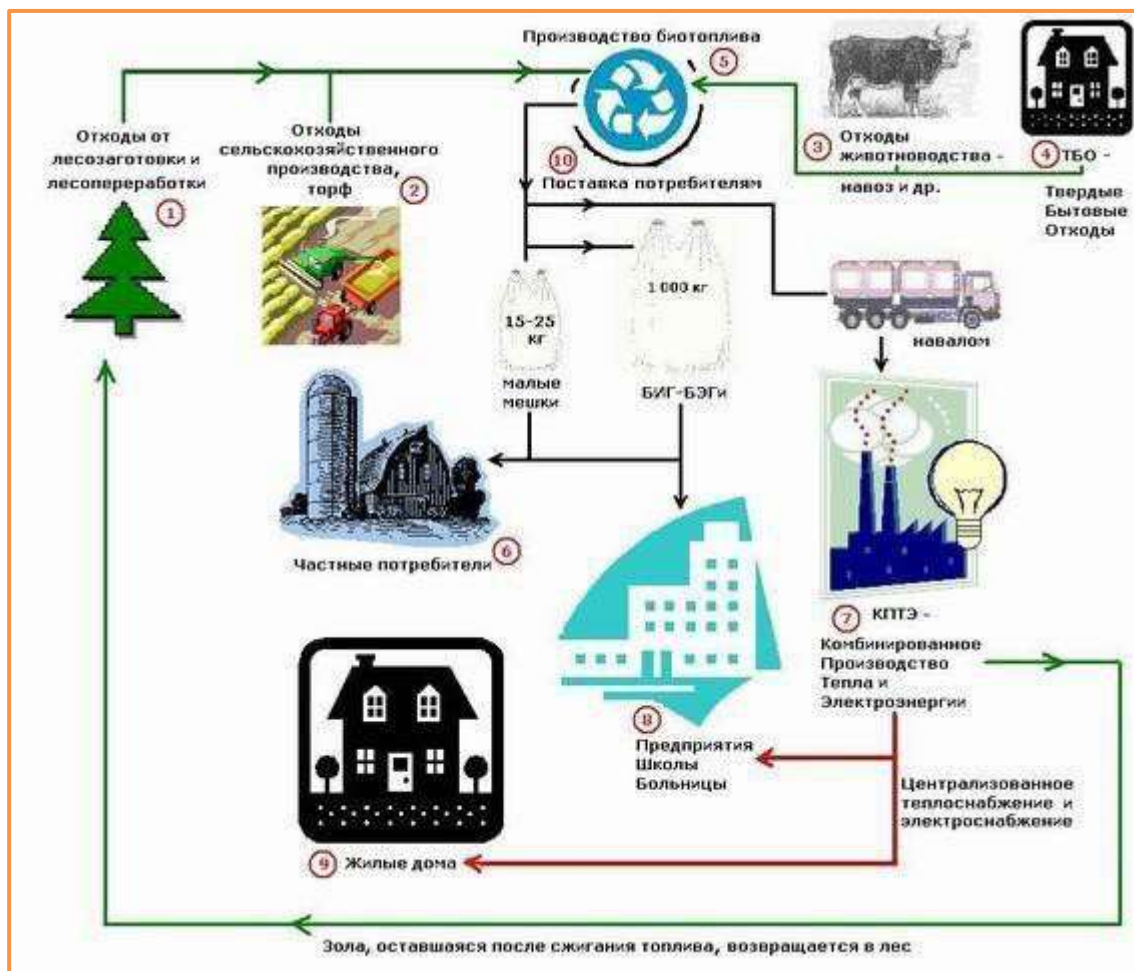 Производство биотоплива
5
Отходы от
лесозаготовки и
лесопереработки
1
Отходы
сельскохозяйственного
производства,
торф
2
3
Отходы
животноводства -
навоз и др.
4
ТБО -
Твердые
Бытовые
Отходы
10
Поставка потребителям
15-25
кг
малые
мешки
1 000 кг
БИГ-БЭГи
навалом
Частные потребители
6
7
КПТЭ -
Комбинированное
Производство
Тепла и
Электроэнергии
8
Предприятия
Школы
Больницы
Централизованное
теплоснабжение и
электроснабжение
9
Жилые дома
Зола, оставшаяся после сжигания топлива, возвращается в лес